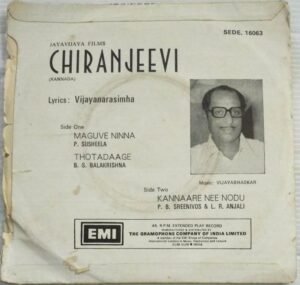 JAYAVIJAYA FILMS
SEDE. 16063
CHIRANJEEVI
(KANNADA)
Lyrics: Vijayanarasimha
Side One
MAGUVE NINNA
P. SUSHEELA
THOTADAAGE
B. G. BALAKRISHNA
Music: VIJAYABHASKAR
Side Two
KANNAARE NEE NODU
P. B. SREENIVOS & L. R. ANJALI
EMI
45, R.P.M. EXTENDED PLAY RECORD
THE GRAMOPHONE COMPANY OF INDIA LIMITED